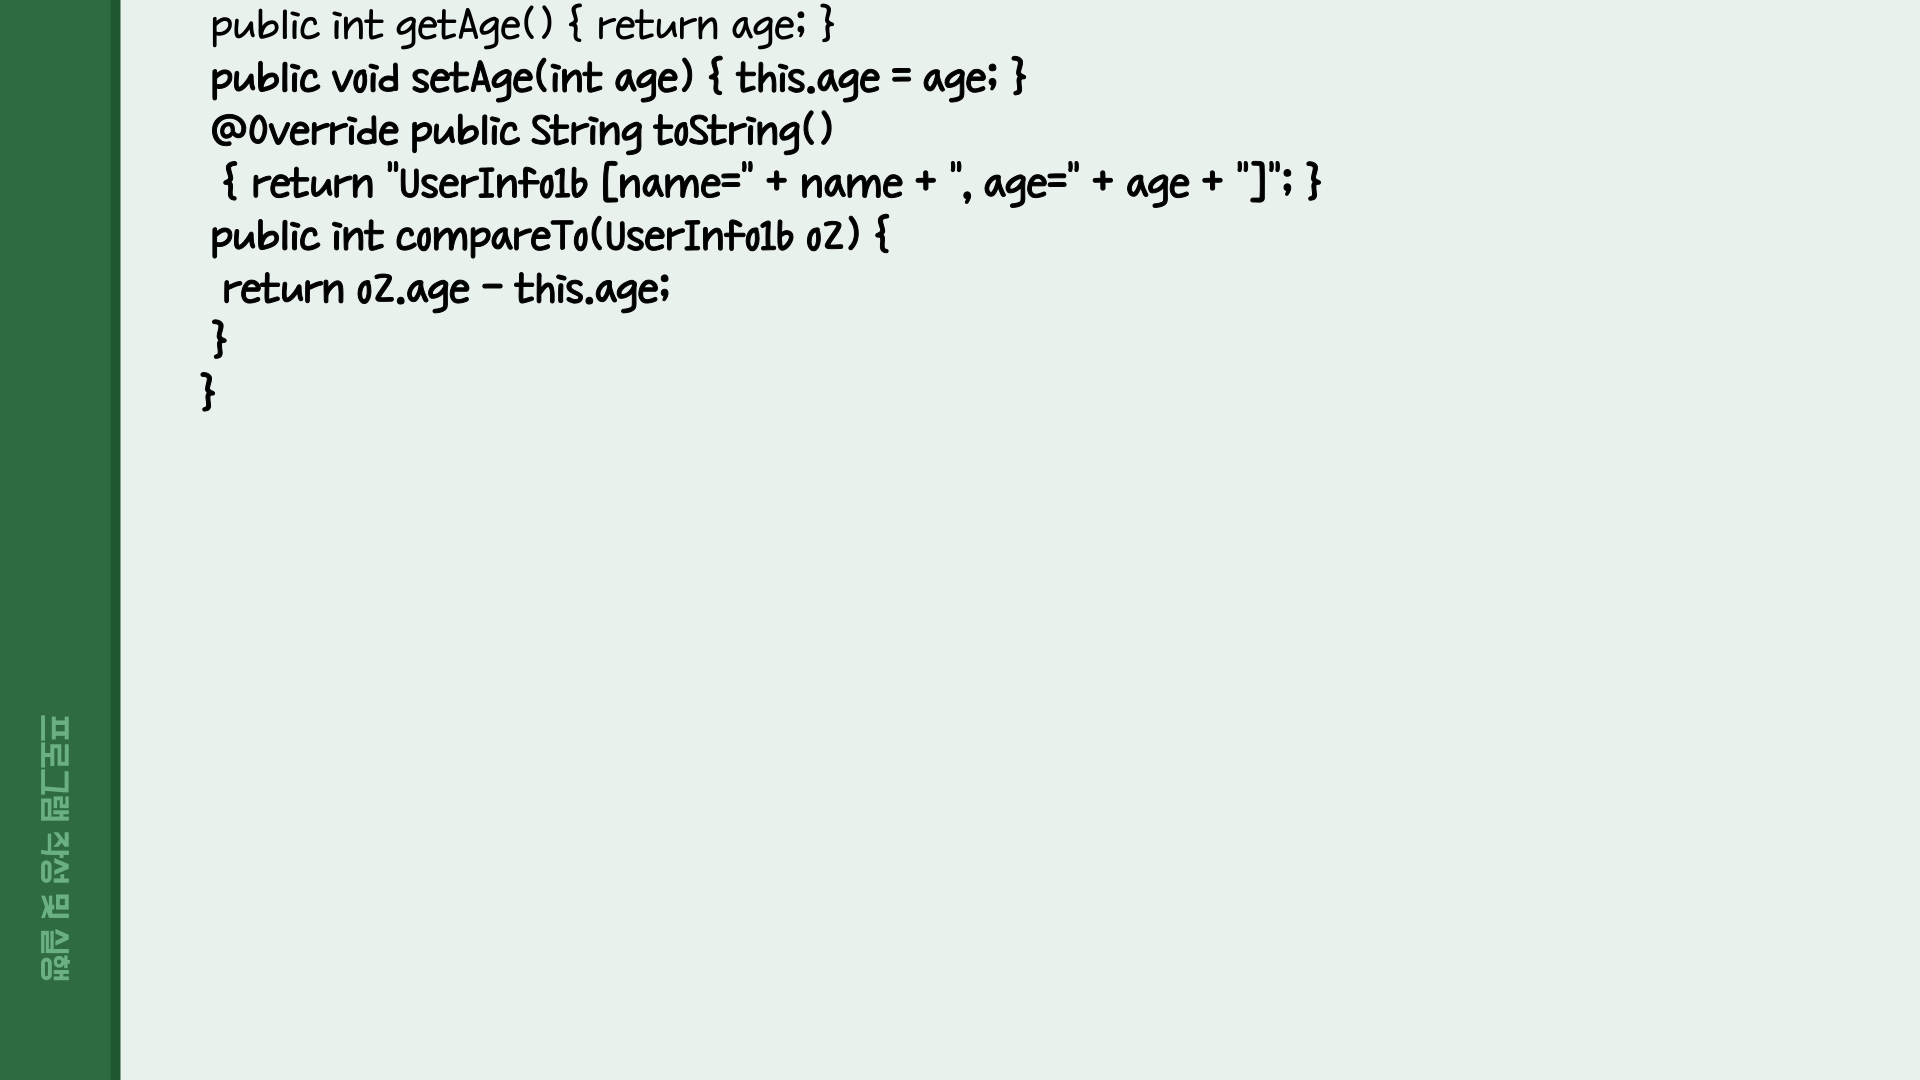 public int getAge() { return age; }
public void setAge(int age) { this.age = age; }
@Override public String toString()
{ return "UserInfo1b [name=" + name + ", age=" + age + "]"; }
public int compareTo(UserInfo1b o2) {
return o2.age - this.age;
}
}
프로그램 작성 및 실행